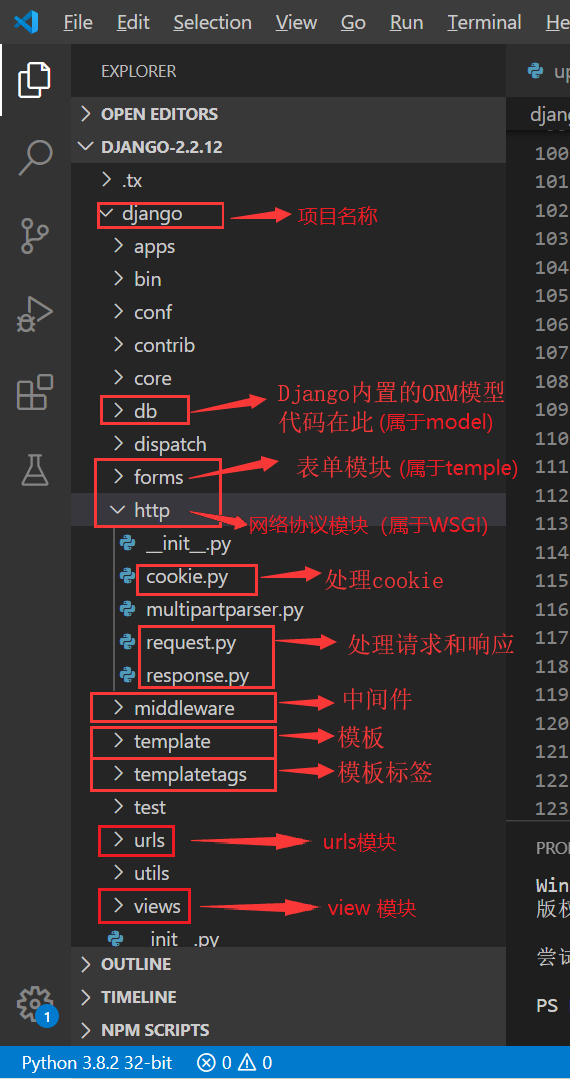 File Edit Selection View Go Run Terminal He
EXPLORER
OPEN EDITORS
DJANGO-2.2.12
.tx
django
项目名称
apps
bin
conf
contrib
core
db
Django内置的ORM模型
代码在此 (属于model)
dispatch
forms
表单模块 (属于temple)
http
网络协议模块 (属于WSGI)
__init__.py
cookie.py
处理cookie
multipartparser.py
request.py
处理请求和响应
response.py
middleware
中间件
template
模板
templatetags
模板标签
test
urls
urls模块
utils
views
view 模块
__init__.py
OUTLINE
TIMELINE
NPM SCRIPTS
1
Python 3.8.2 32-bit 0 0
up
djang
100
101
102
103
104
105
106
107
108
109
110
111
112
113
114
115
116
117
118
119
120
121
122
123
PRO
Win
版权
尝试
PS